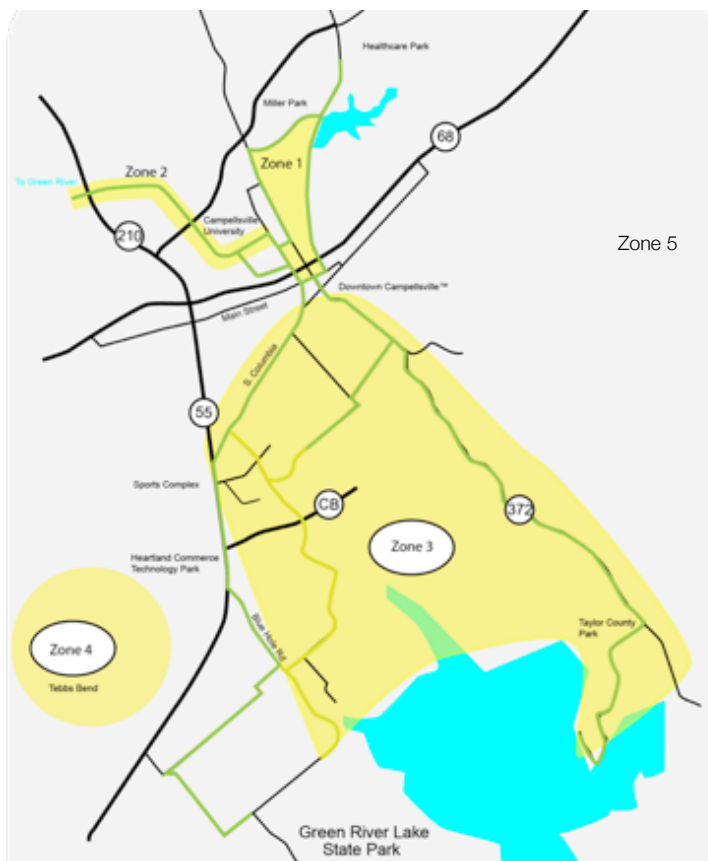 Healthcare Park
Miller Park
68
Zone 1
Zone 2
To Green River
Campellsville
University
210
Zone 5
Downtown Campellsville™
Main Street
S. Columbia
55
Sports Complex
CB
372
Zone 3
Heartland Commerce
Technology Park
Blue Hole Rd
Taylor County
Park
Zone 4
Tebbs Bend
Green River Lake
State Park